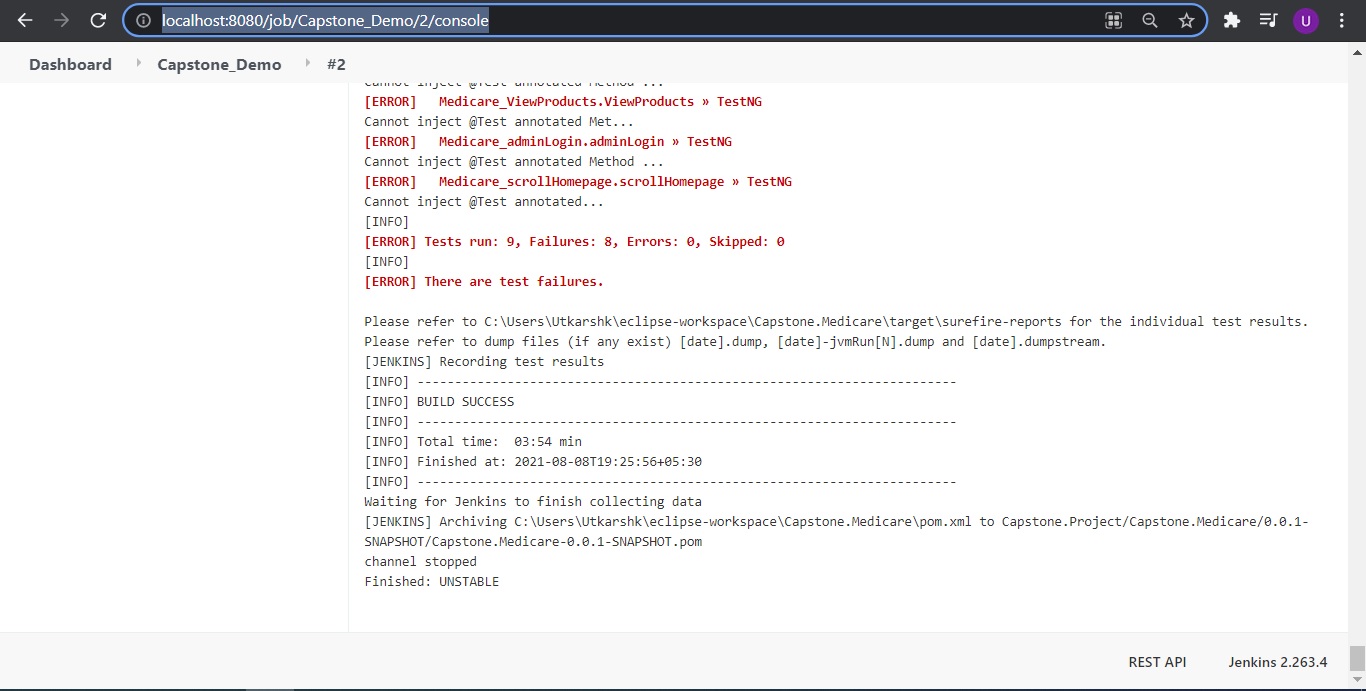 localhost:8080/job/Capstone_Demo/2/console
U
Dashboard
Capstone_Demo
#2
Cannot inject @Test annotated Method ...
[ERROR]   Medicare_ViewProducts.ViewProducts » TestNG
Cannot inject @Test annotated Met...
[ERROR]   Medicare_adminLogin.adminLogin » TestNG
Cannot inject @Test annotated Method ...
[ERROR]   Medicare_scrollHomepage.scrollHomepage » TestNG
Cannot inject @Test annotated...
[INFO]
[ERROR] Tests run: 9, Failures: 8, Errors: 0, Skipped: 0
[INFO]
[ERROR] There are test failures.
Please refer to C:\Users\Utkarshk\eclipse-workspace\Capstone.Medicare\target\surefire-reports for the individual test results.
Please refer to dump files (if any exist) [date].dump, [date]-jvmRun[N].dump and [date].dumpstream.
[JENKINS] Recording test results
[INFO] ------------------------------------------------------------------------
[INFO] BUILD SUCCESS
[INFO] ------------------------------------------------------------------------
[INFO] Total time:  03:54 min
[INFO] Finished at: 2021-08-08T19:25:56+05:30
[INFO] ------------------------------------------------------------------------
Waiting for Jenkins to finish collecting data
[JENKINS] Archiving C:\Users\Utkarshk\eclipse-workspace\Capstone.Medicare\pom.xml to Capstone.Project/Capstone.Medicare/0.0.1-
SNAPSHOT/Capstone.Medicare-0.0.1-SNAPSHOT.pom
channel stopped
Finished: UNSTABLE
REST API
Jenkins 2.263.4